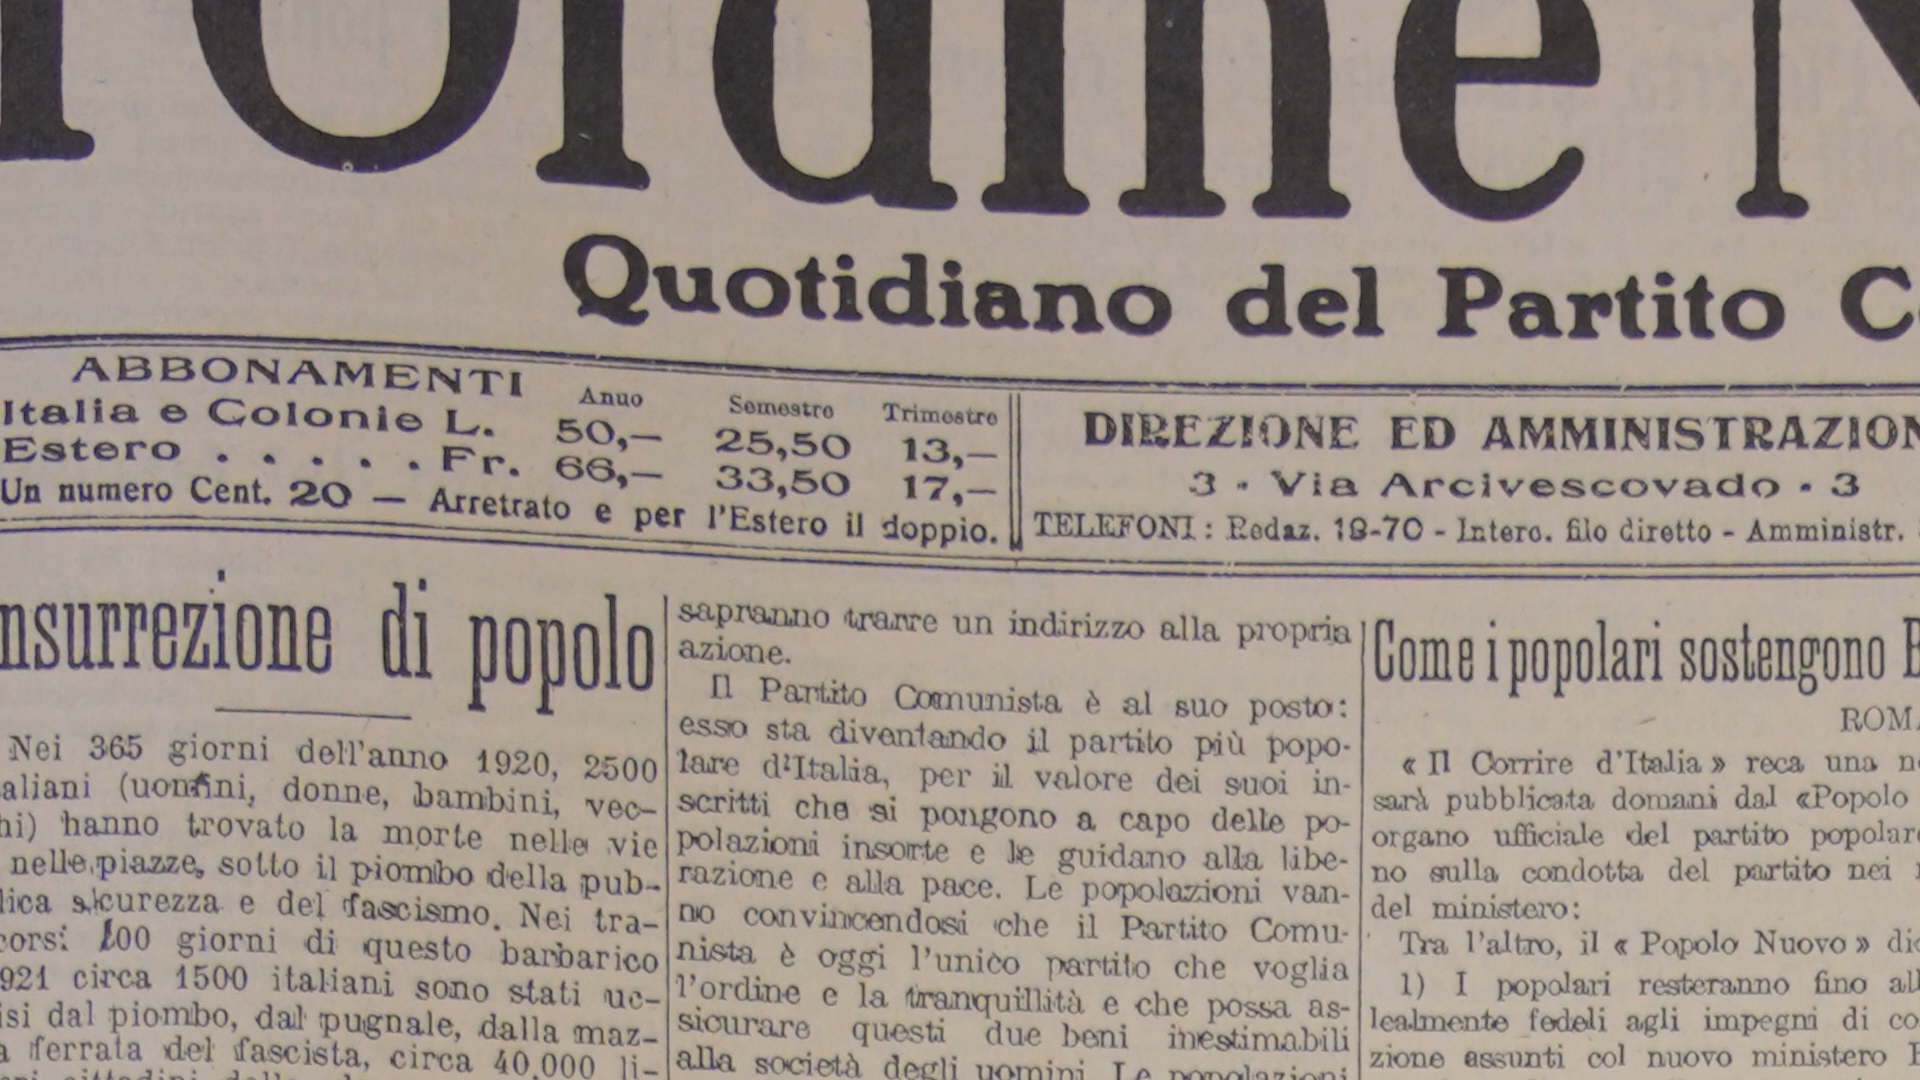 Ordine N
Quotidiano del Partito C
ABBONAMENTI Anuo Semestre Trimestre
Italia e Colonie L. 50,— 25,50 13,—
Estero . . . . . Fr. 66,— 33,50 17,—
Un numero Cent. 20 — Arretrato e per l'Estero il doppio.
DIREZIONE ED AMMINISTRAZION
3 - Via Arcivescovado - 3
TELEFONI: Redaz. 19-70 - Interc. filo diretto - Amministr.
nsurrezione di popolo
Nei 365 giorni dell'anno 1920, 2500
aliani (uomini, donne, bambini, vec-
hi) hanno trovato la morte nelle vie
nelle piazze, sotto il piombo della pub-
lica sicurezza e del fascismo. Nei tra-
corsi 200 giorni di questo barbarico
921 circa 1500 italiani sono stati uc-
isi dal piombo, dal pugnale, dalla maz-
a ferrata del fascista, circa 40.000 li-
sapranno trarre un indirizzo alla propria
azione.
Il Partito Comunista è al suo posto:
esso sta diventando il partito più popo-
lare d'Italia, per il valore dei suoi in-
scritti che si pongono a capo delle po-
polazioni insorte e le guidano alla libe-
razione e alla pace. Le popolazioni van-
no convincendosi che il Partito Comu-
nista è oggi l'unico partito che voglia
l'ordine e la tranquillità e che possa as-
sicurare questi due beni inestimabili
alla società degli uomini. Le popolazioni
Come i popolari sostengono B
ROMA
« Il Corrire d'Italia » reca una n
sarà pubblicata domani dal «Popolo
organo ufficiale del partito popolar
no sulla condotta del partito nei
del ministero:
Tra l'altro, il « Popolo Nuovo » di
1) I popolari resteranno fino al
lealmente fedeli agli impegni di co
zione assunti col nuovo ministero B